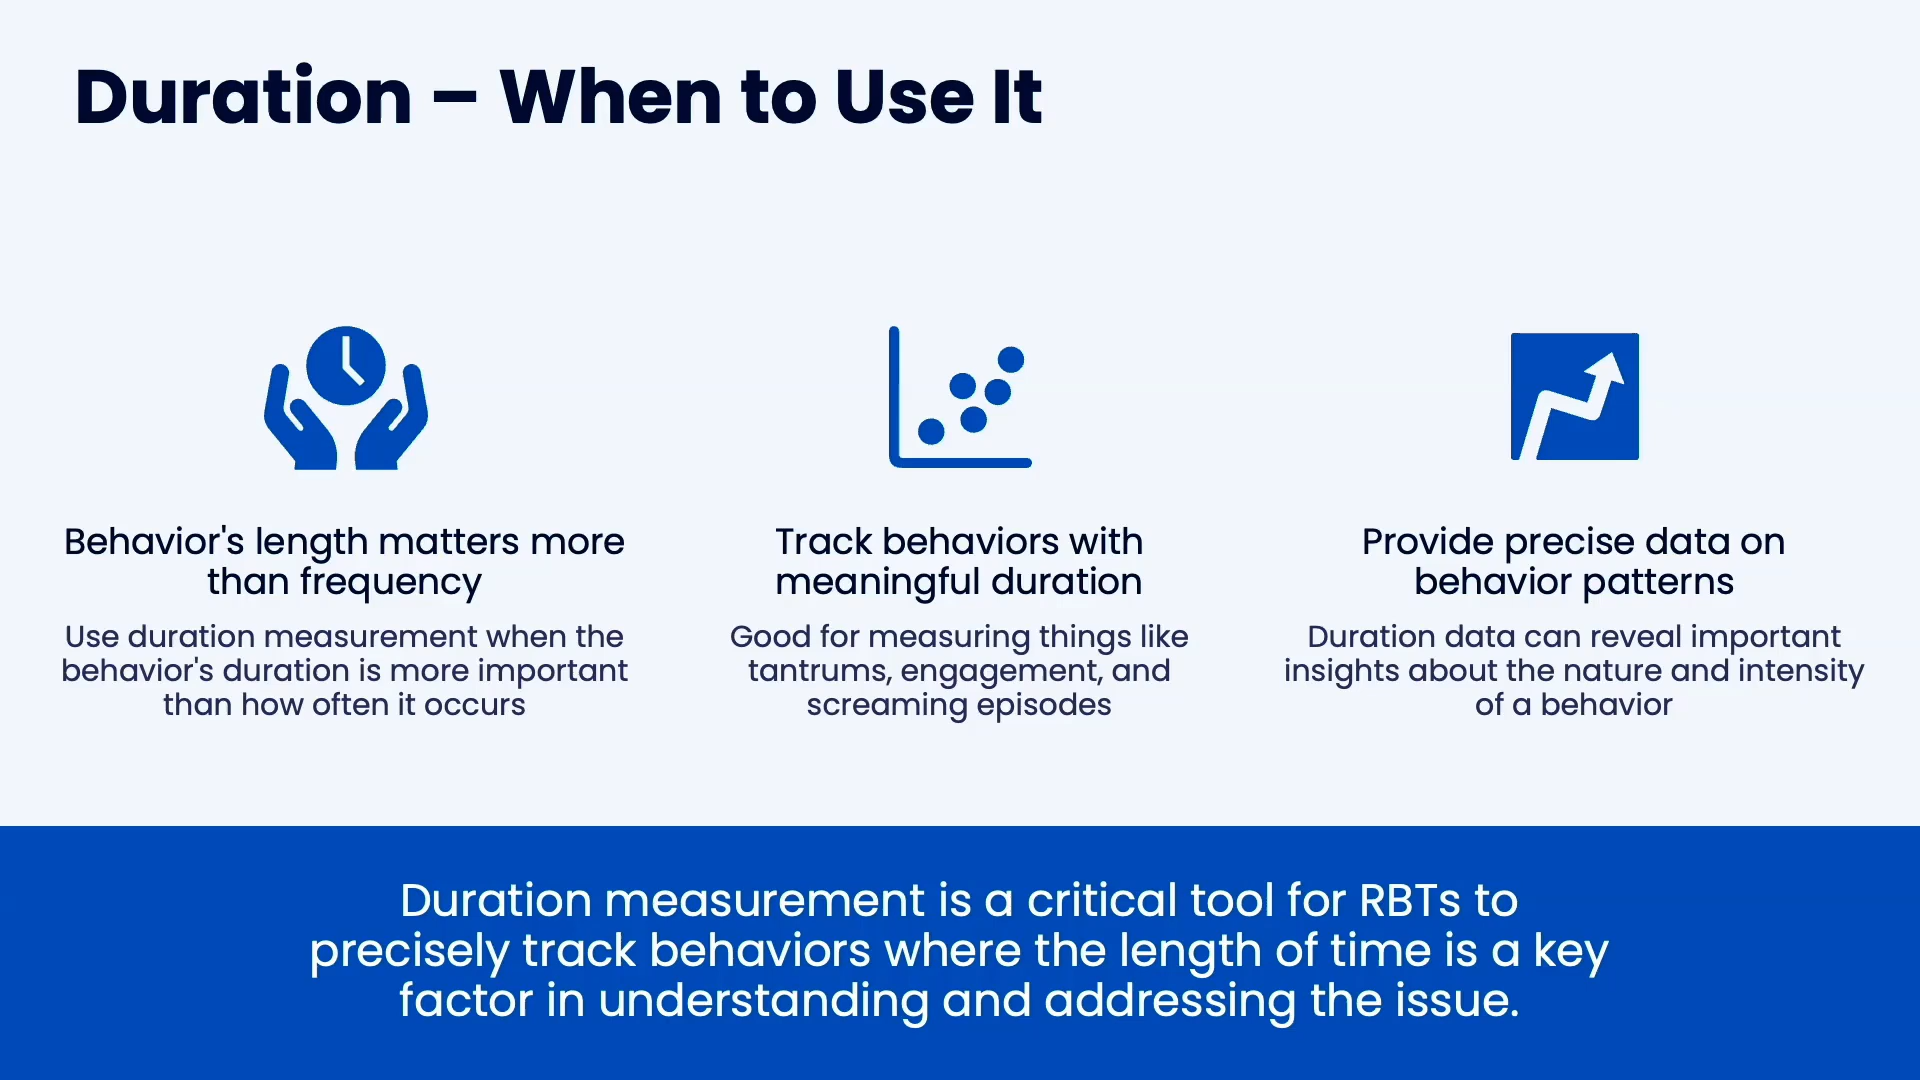 Duration – When to Use It
Behavior's length matters more
than frequency
Use duration measurement when the
behavior's duration is more important
than how often it occurs
Track behaviors with
meaningful duration
Good for measuring things like
tantrums, engagement, and
screaming episodes
Provide precise data on
behavior patterns
Duration data can reveal important
insights about the nature and intensity
of a behavior
Duration measurement is a critical tool for RBTs to
precisely track behaviors where the length of time is a key
factor in understanding and addressing the issue.